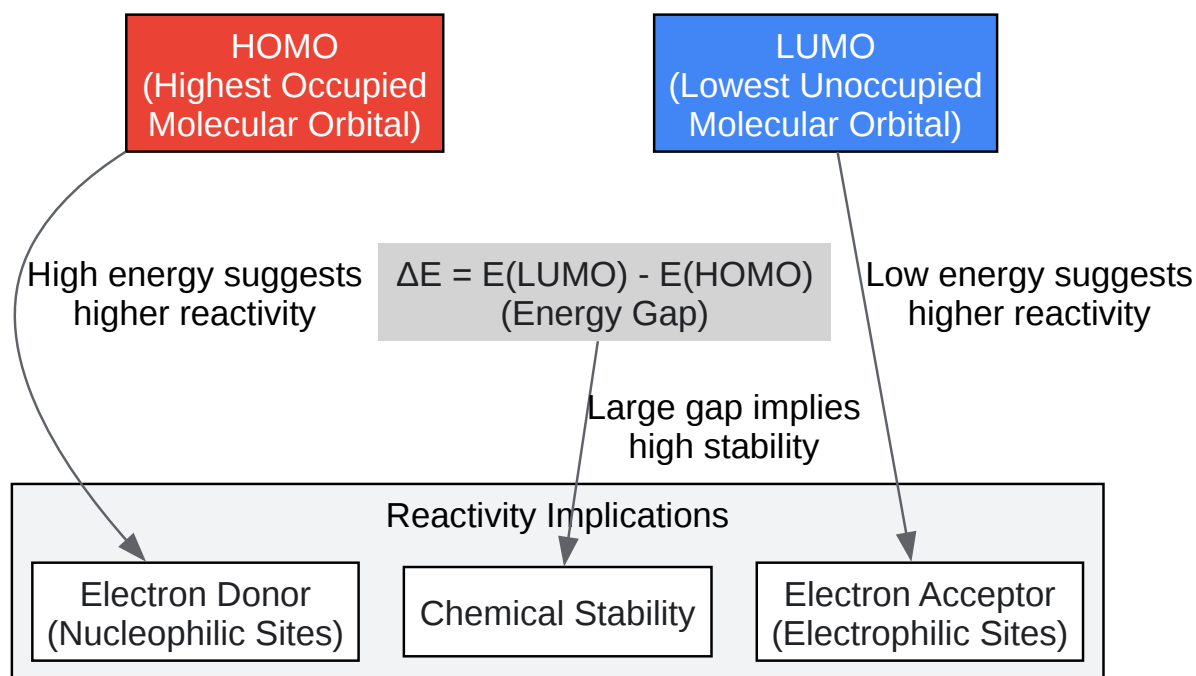 HOMO
(Highest Occupied
Molecular Orbital)
LUMO
(Lowest Unoccupied
Molecular Orbital)
High energy suggests
higher reactivity
ΔE = E(LUMO) - E(HOMO)
(Energy Gap)
Low energy suggests
higher reactivity
Large gap implies
high stability
Reactivity Implications
Electron Donor
(Nucleophilic Sites)
Chemical Stability
Electron Acceptor
(Electrophilic Sites)